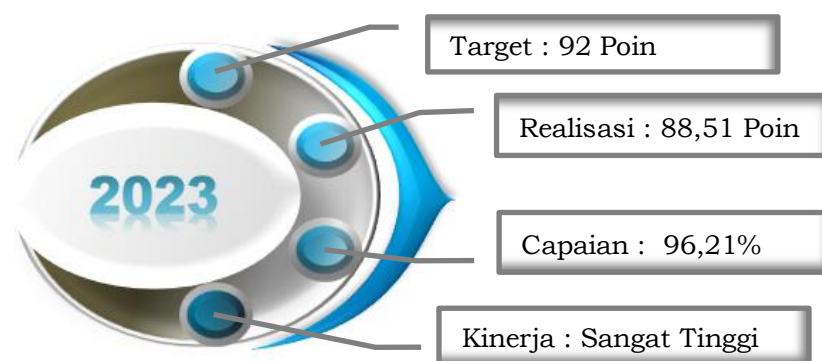 Target : 92 Poin
Realisasi : 88,51 Poin
2023
Capaian : 96,21%
Kinerja : Sangat Tinggi